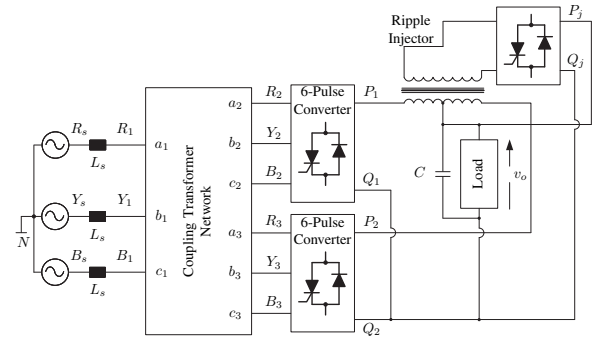 Ripple
Injector
P_j
Q_j
R_s
R_1
L_s
a_1
Y_s
Y_1
L_s
b_1
N
B_s
B_1
L_s
c_1
Coupling Transformer
Network
a_2
b_2
c_2
a_3
b_3
c_3
R_2
Y_2
B_2
R_3
Y_3
B_3
6-Pulse
Converter
P_1
Q_1
6-Pulse
Converter
P_2
Q_2
C
Load
v_o